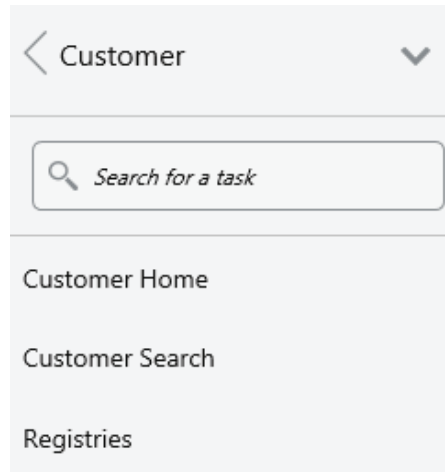 Customer
Search for a task
Customer Home
Customer Search
Registries